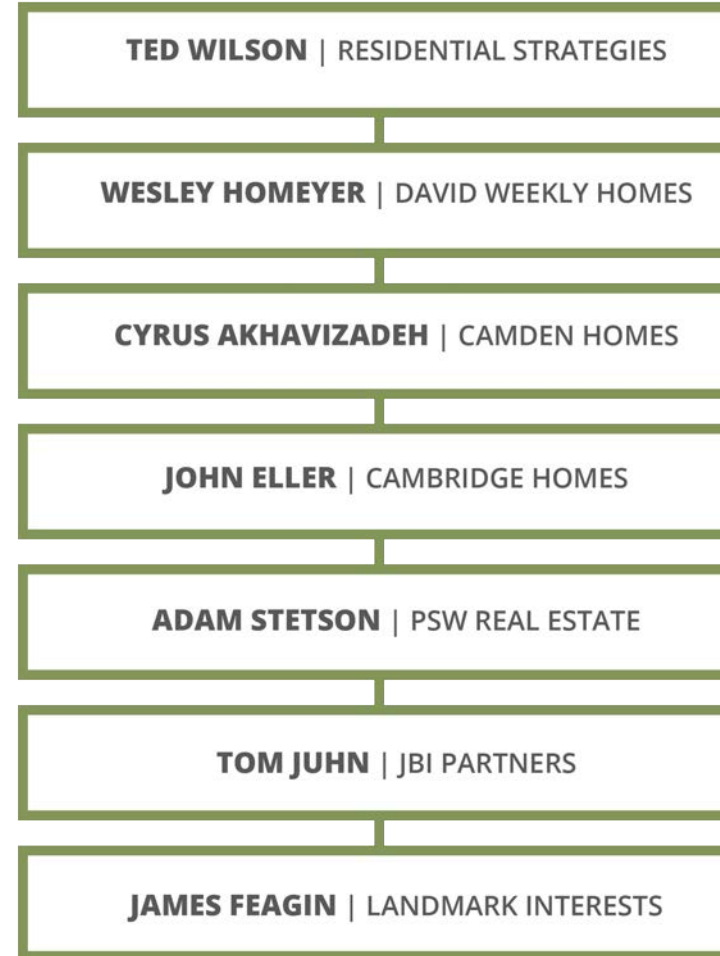 TED WILSON | RESIDENTIAL STRATEGIES
WESLEY HOMEYER | DAVID WEEKLY HOMES
CYRUS AKHAVIZADEH | CAMDEN HOMES
JOHN ELLER | CAMBRIDGE HOMES
ADAM STETSON | PSW REAL ESTATE
TOM JUHN | JBI PARTNERS
JAMES FEAGIN | LANDMARK INTERESTS